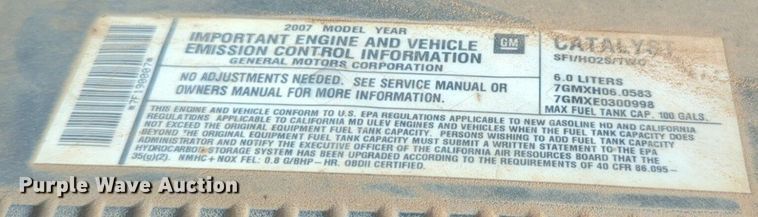 2007 MODEL YEAR
IMPORTANT ENGINE AND VEHICLE
EMISSION CONTROL INFORMATION
GENERAL MOTORS CORPORATION
GM
CATALYST
SFI/HO2S/TWC
NO ADJUSTMENTS NEEDED. SEE SERVICE MANUAL OR
OWNERS MANUAL FOR MORE INFORMATION.
6.0 LITERS
7GMXH06.0583
7GMXE0300998
MAX FUEL TANK CAP. 100 GALS.
THIS ENGINE AND VEHICLE CONFORM TO U.S. EPA REGULATIONS APPLICABLE TO NEW GASOLINE HD AND CALIFORNIA
REGULATIONS APPLICABLE TO CALIFORNIA MD ULEV ENGINES AND VEHICLES WHEN THE FUEL TANK CAPACITY DOES
NOT EXCEED THE ORIGINAL EQUIPMENT FUEL TANK CAPACITY. PERSONS WISHING TO ADD FUEL TANK CAPACITY
BEYOND THE ORIGINAL EQUIPMENT FUEL TANK CAPACITY MUST SUBMIT A WRITTEN STATEMENT TO THE EPA
ADMINISTRATOR AND NOTIFY THE EXECUTIVE OFFICER OF THE CALIFORNIA AIR RESOURCES BOARD THAT THE
HYDROCARBON STORAGE SYSTEM HAS BEEN UPGRADED ACCORDING TO THE REQUIREMENTS OF 40 CFR 86.095-
35(g)(2). NMHC + NOX FEL: 0.8 G/BHP-HR. OBDII CERTIFIED.
Purple Wave Auction